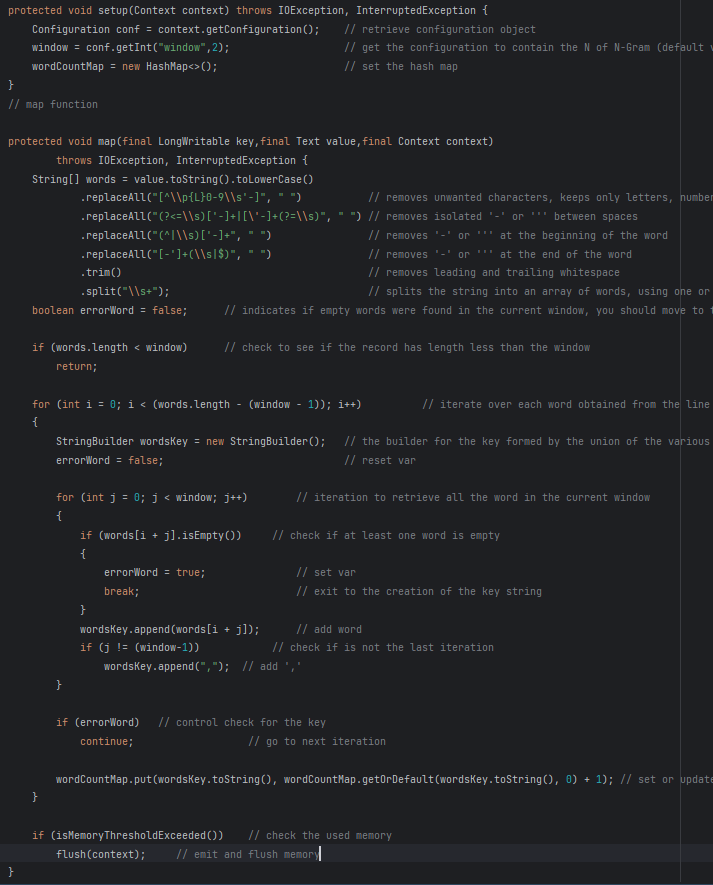 protected void setup(Context context) throws IOException, InterruptedException {
    Configuration conf = context.getConfiguration();    // retrieve configuration object
    window = conf.getInt("window",2);                   // get the configuration to contain the N of N-Gram (default v
    wordCountMap = new HashMap<>();                     // set the hash map
}
// map function

protected void map(final LongWritable key,final Text value,final Context context)
        throws IOException, InterruptedException {
    String[] words = value.toString().toLowerCase()
            .replaceAll("[^\\p{L}0-9\\s'-]", " ")           // removes unwanted characters, keeps only letters, number
            .replaceAll("(?<=\\s)['-]+|[\'-]+(?=\\s)", " ") // removes isolated '-' or ''' between spaces
            .replaceAll("(^|\\s)['-]+", " ")                // removes '-' or ''' at the beginning of the word
            .replaceAll("[-']+(\\s|$)", " ")                // removes '-' or ''' at the end of the word
            .trim()                                         // removes leading and trailing whitespace
            .split("\\s+");                                 // splits the string into an array of words, using one or
    boolean errorWord = false;      // indicates if empty words were found in the current window, you should move to t

    if (words.length < window)      // check to see if the record has length less than the window
        return;

    for (int i = 0; i < (words.length - (window - 1)); i++)          // iterate over each word obtained from the line
    {
        StringBuilder wordsKey = new StringBuilder();   // the builder for the key formed by the union of the various
        errorWord = false;                              // reset var

        for (int j = 0; j < window; j++)        // iteration to retrieve all the word in the current window
        {
            if (words[i + j].isEmpty())     // check if at least one word is empty
            {
                errorWord = true;               // set var
                break;                          // exit to the creation of the key string
            }
            wordsKey.append(words[i + j]);      // add word
            if (j != (window-1))            // check if is not the last iteration
                wordsKey.append(",");  // add ','
        }

        if (errorWord)   // control check for the key
            continue;                   // go to next iteration

        wordCountMap.put(wordsKey.toString(), wordCountMap.getOrDefault(wordsKey.toString(), 0) + 1); // set or update
    }

    if (isMemoryThresholdExceeded())    // check the used memory
        flush(context);     // emit and flush memory
}